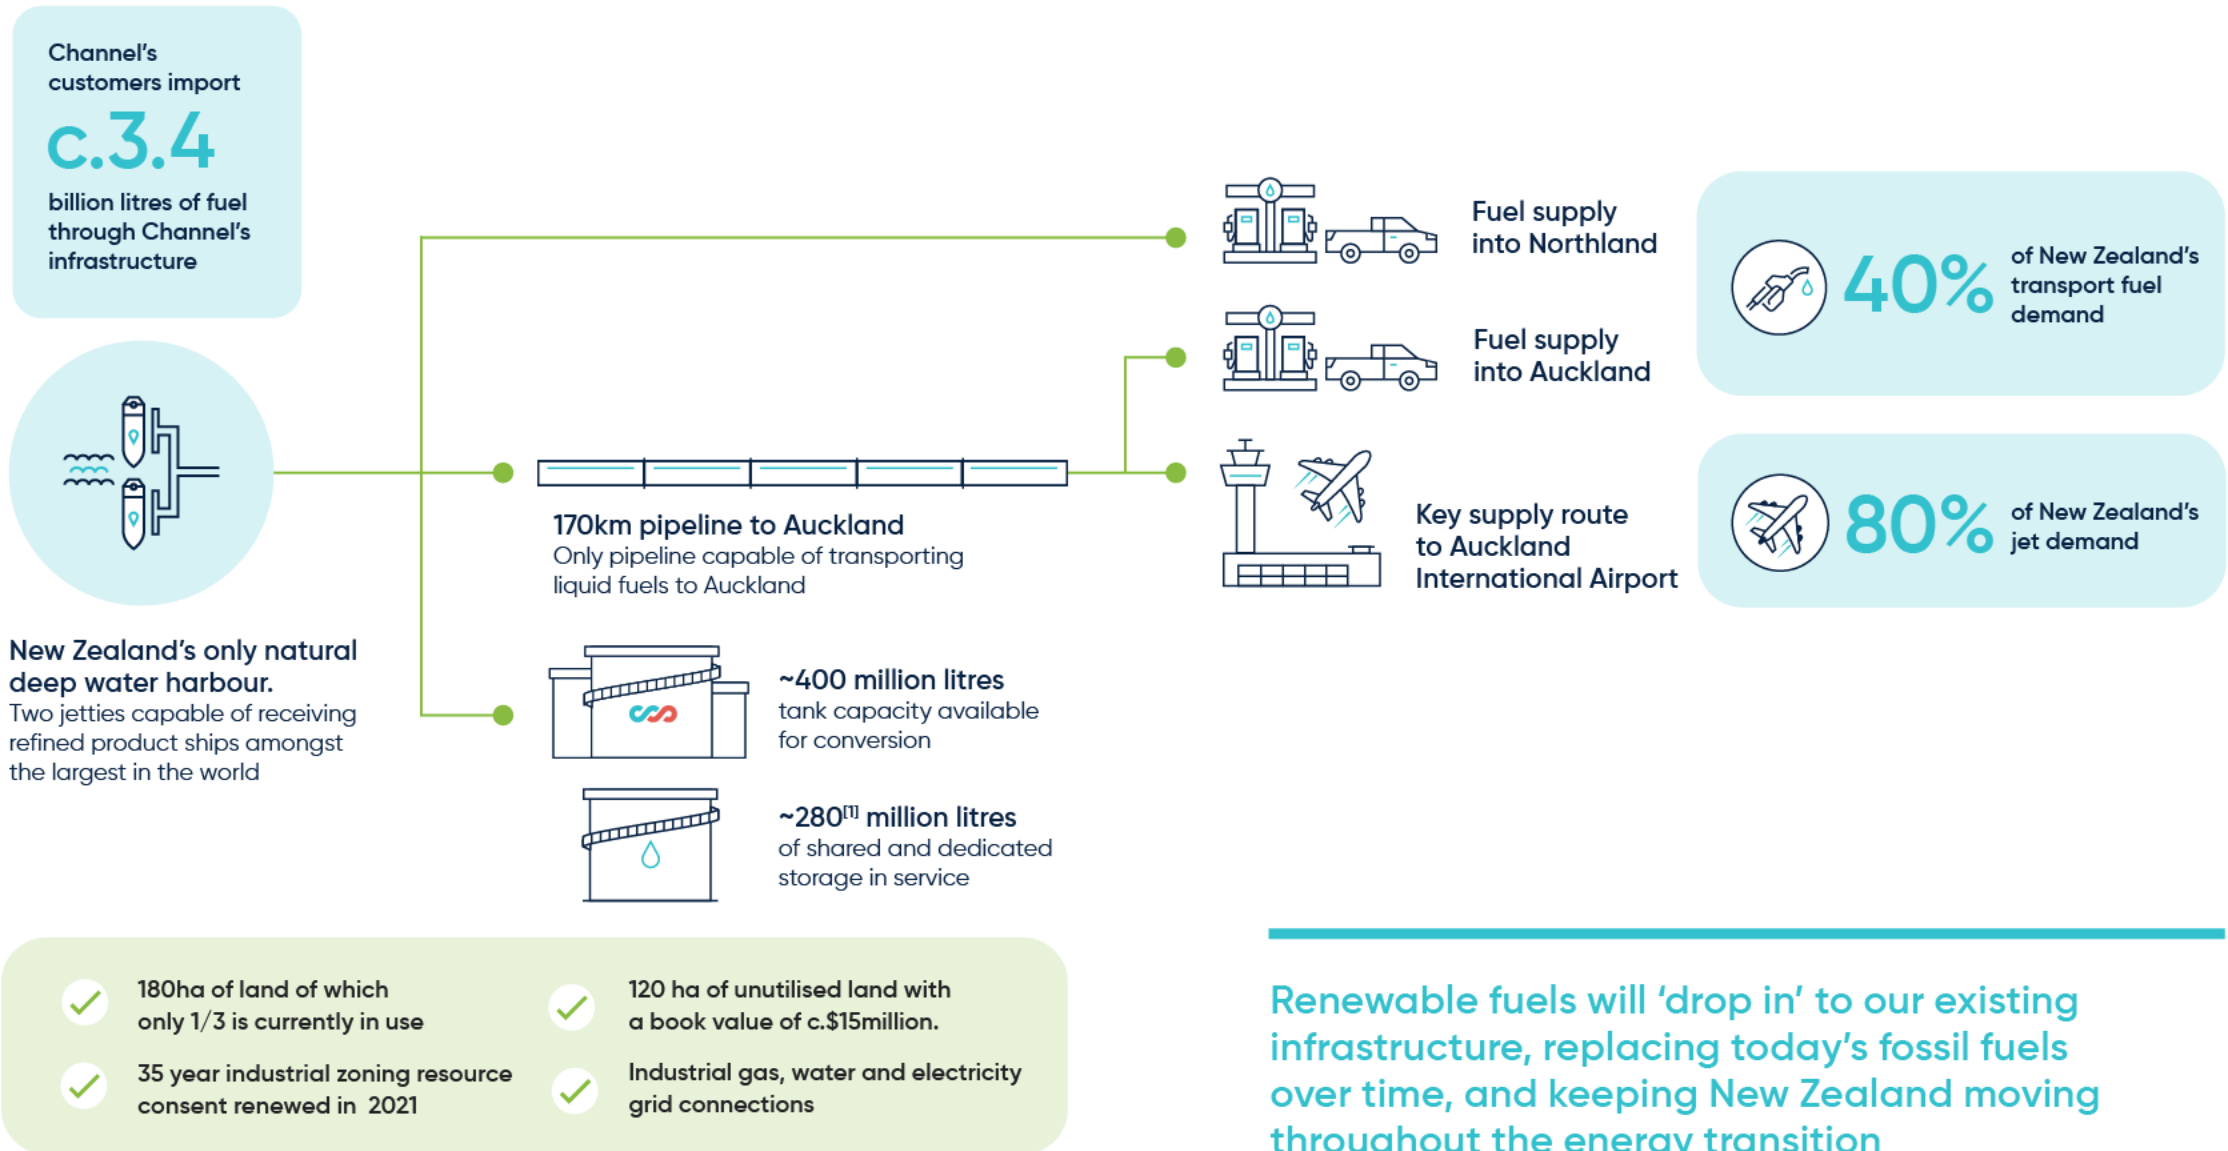 Channel's
customers import
c.3.4
billion litres of fuel
through Channel's
infrastructure
New Zealand's only natural
deep water harbour.
Two jetties capable of receiving
refined product ships amongst
the largest in the world
170km pipeline to Auckland
Only pipeline capable of transporting
liquid fuels to Auckland
~400 million litres
tank capacity available
for conversion
~280[1] million litres
of shared and dedicated
storage in service
Fuel supply
into Northland
Fuel supply
into Auckland
Key supply route
to Auckland
International Airport
40%
of New Zealand's
transport fuel
demand
80%
of New Zealand's
jet demand
180ha of land of which
only 1/3 is currently in use
35 year industrial zoning resource
consent renewed in 2021
120 ha of unutilised land with
a book value of c.$15million.
Industrial gas, water and electricity
grid connections
Renewable fuels will ‘drop in’ to our existing
infrastructure, replacing today's fossil fuels
over time, and keeping New Zealand moving
throughout the energy transition